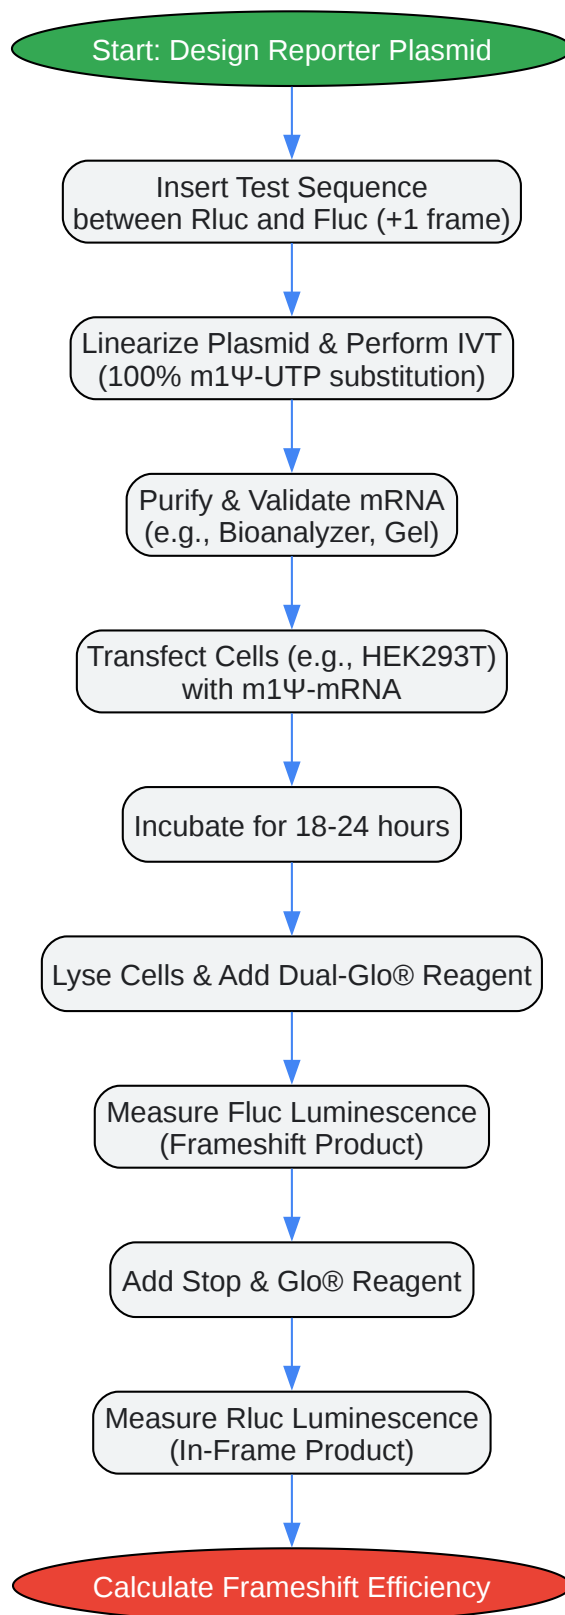 Start: Design Reporter Plasmid
Insert Test Sequence
between Rluc and Fluc (+1 frame)
Linearize Plasmid & Perform IVT
(100% m1Ψ-UTP substitution)
Purify & Validate mRNA
(e.g., Bioanalyzer, Gel)
Transfect Cells (e.g., HEK293T)
with m1Ψ-mRNA
Incubate for 18-24 hours
Lyse Cells & Add Dual-Glo® Reagent
Measure Fluc Luminescence
(Frameshift Product)
Add Stop & Glo® Reagent
Measure Rluc Luminescence
(In-Frame Product)
Calculate Frameshift Efficiency